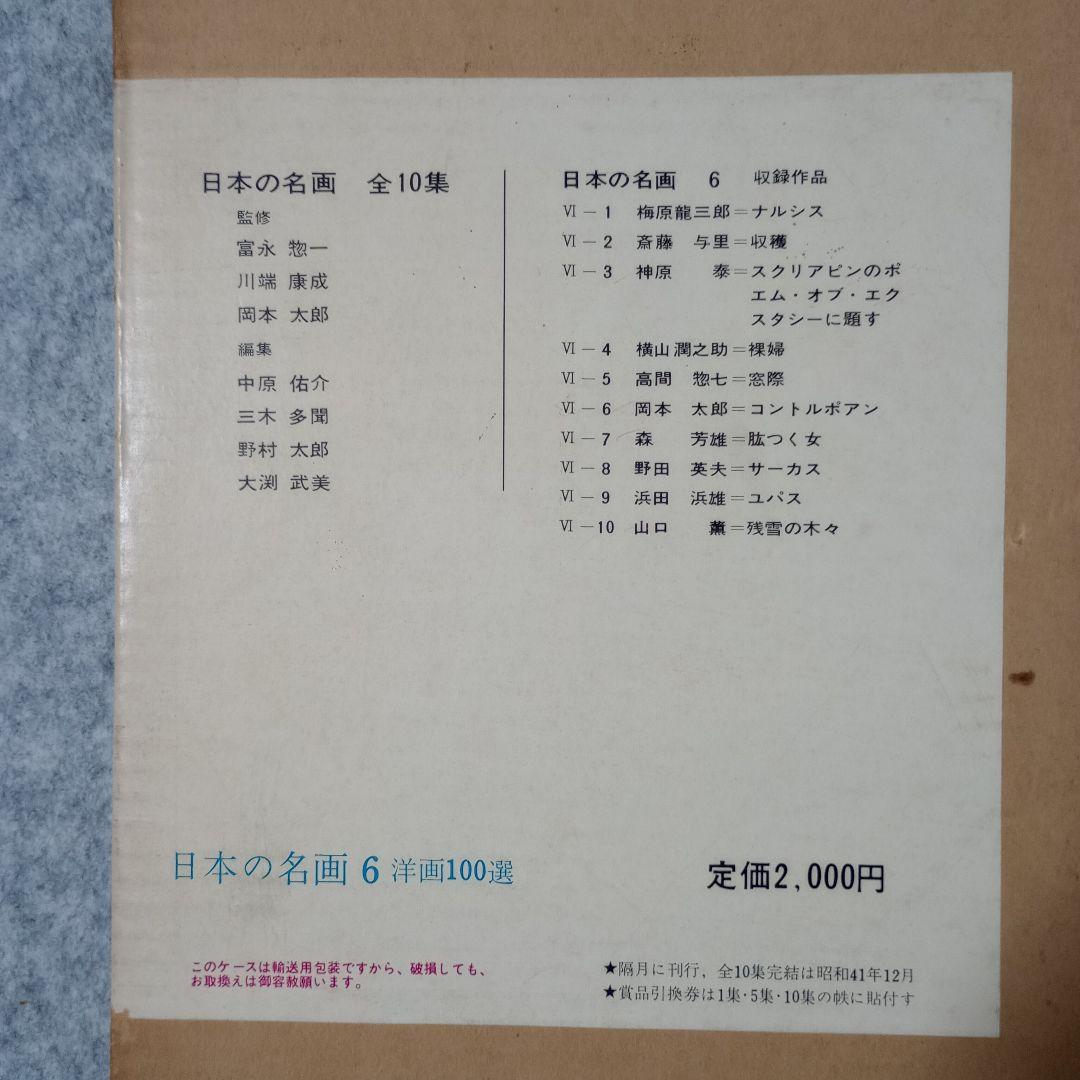 日本の名画　全10集
監修
富永 惣一
川端 康成
岡本 太郎
編集
中原 佑介
三木 多聞
野村 太郎
大渕 武美
日本の名画　6　収録作品
Ⅵ－1　梅原龍三郎＝ナルシス
Ⅵ－2　斎藤　与里＝収穫
Ⅵ－3　神原　　泰＝スクリアビンのポ
エム・オブ・エク
スタシーに題す
Ⅵ－4　横山潤之助＝裸婦
Ⅵ－5　高間　惣七＝窓際
Ⅵ－6　岡本　太郎＝コントルポアン
Ⅵ－7　森　　芳雄＝肱つく女
Ⅵ－8　野田　英夫＝サーカス
Ⅵ－9　浜田　浜雄＝ユパス
Ⅵ－10　山口　　薫＝残雪の木々
日本の名画 6 洋画100選
定価2,000円
このケースは輸送用包装ですから、破損しても、
お取換えは御容赦願います。
★隔月に刊行，全10集完結は昭和41年12月
★賞品引換券は1集・5集・10集の帙に貼付す